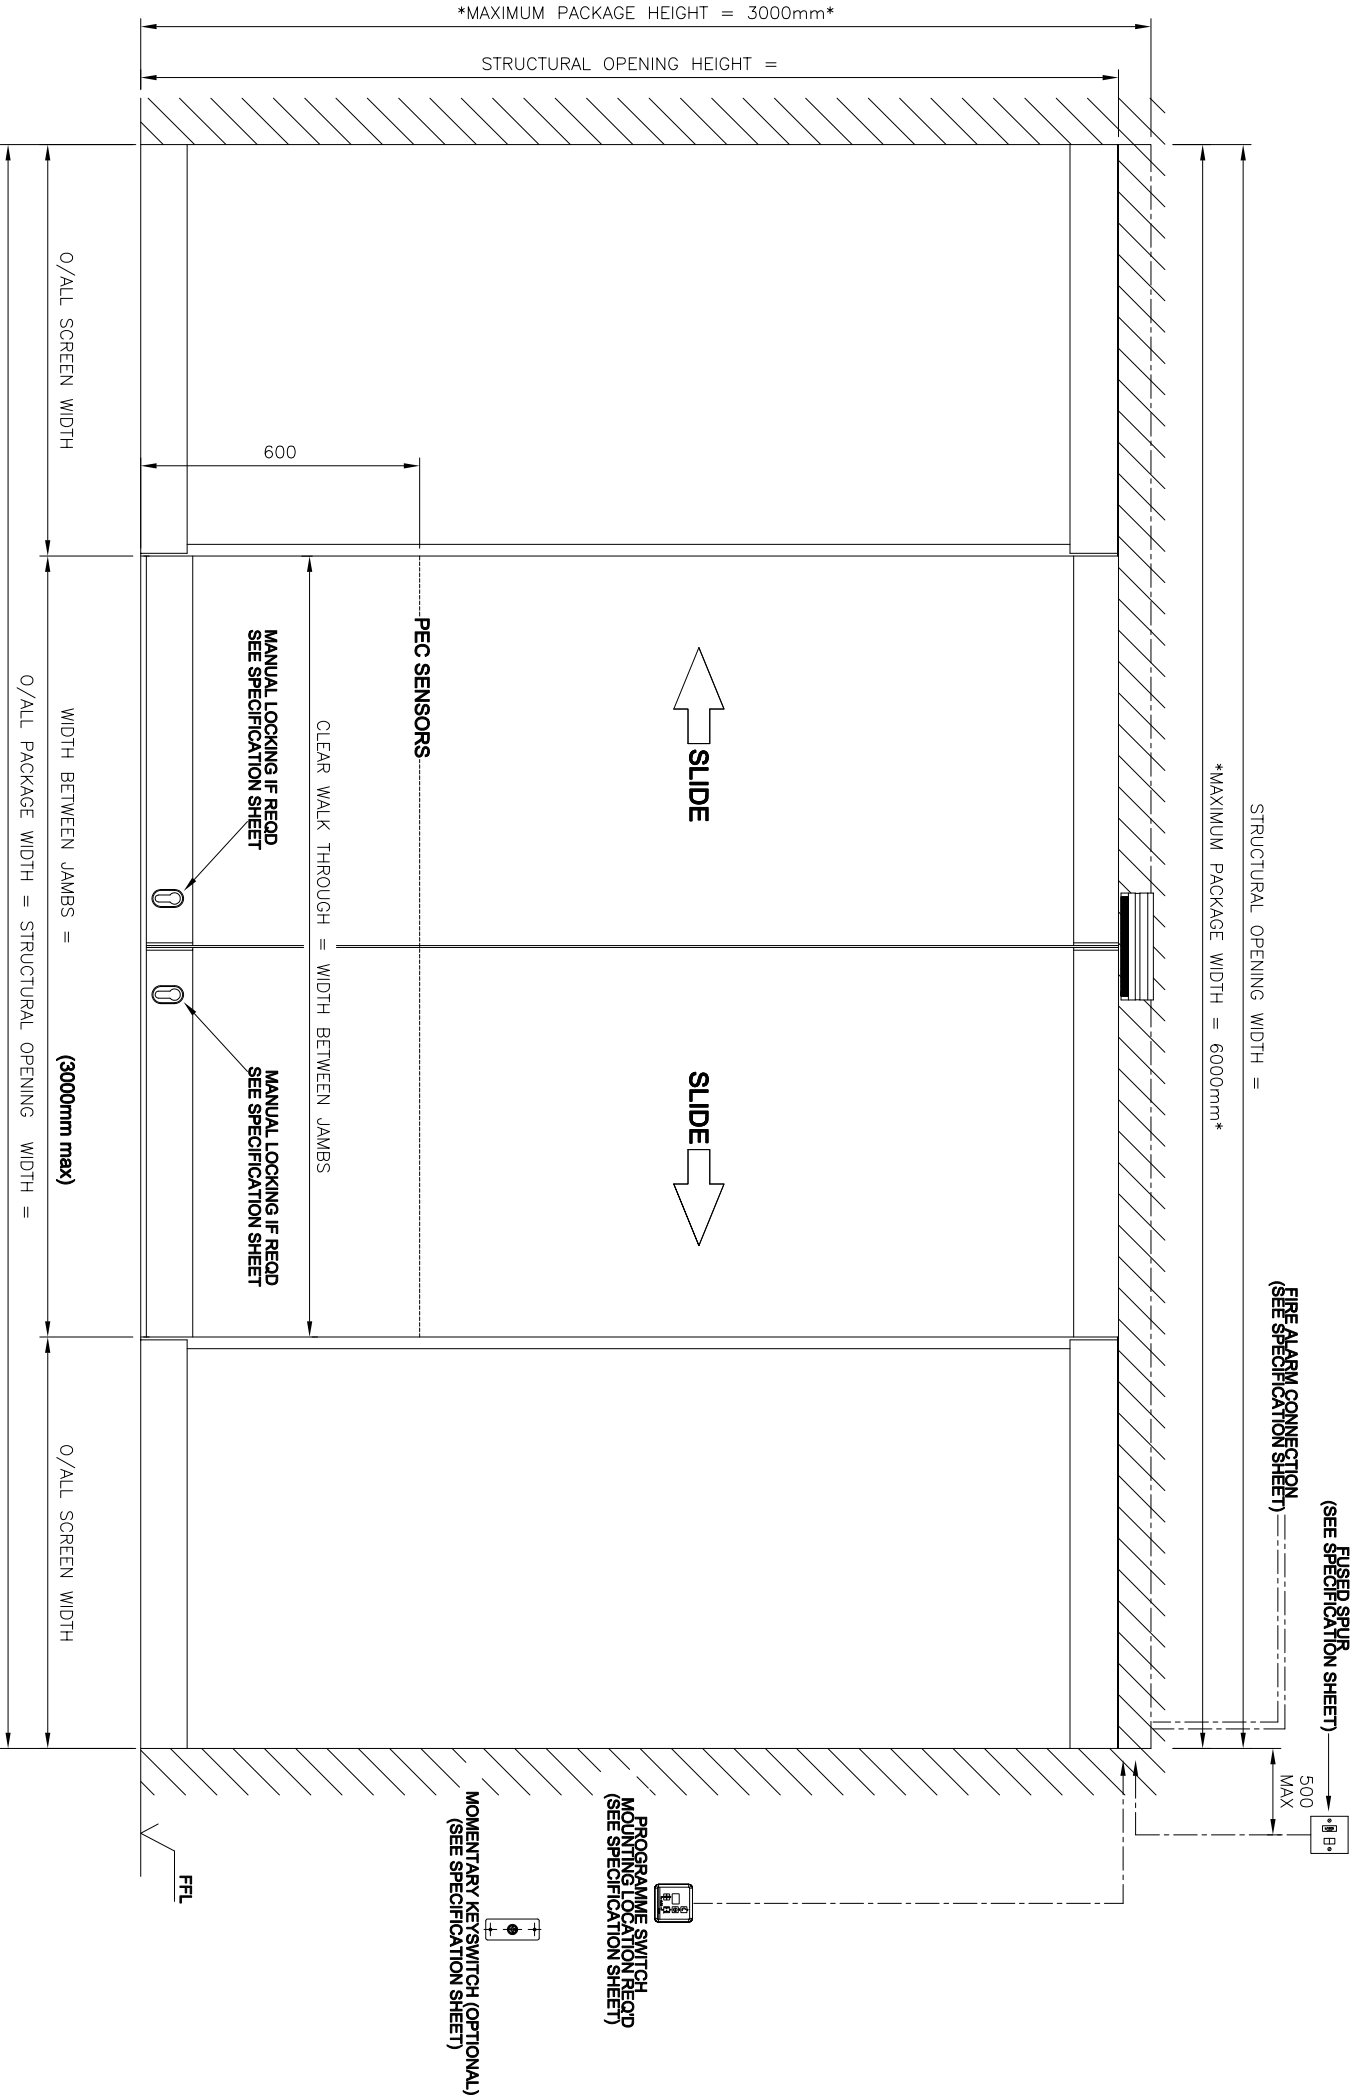 FUSED SPUR
(SEE SPECIFICATION SHEET)
FIRE ALARM CONNECTION
(SEE SPECIFICATION SHEET)
500
MAX
STRUCTURAL OPENING WIDTH =
*MAXIMUM PACKAGE WIDTH = 6000mm*
*MAXIMUM PACKAGE HEIGHT = 3000mm*
STRUCTURAL OPENING HEIGHT =
SLIDE
SLIDE
PROGRAMME SWITCH
MOUNTING LOCATION REQ'D
(SEE SPECIFICATION SHEET)
MOMENTARY KEYSWITCH (OPTIONAL)
(SEE SPECIFICATION SHEET)
PEC SENSORS
600
CLEAR WALK THROUGH = WIDTH BETWEEN JAMBS
MANUAL LOCKING IF REQD
SEE SPECIFICATION SHEET
MANUAL LOCKING IF REQD
SEE SPECIFICATION SHEET
FFL
O/ALL SCREEN WIDTH
WIDTH BETWEEN JAMBS = (3000mm max)
O/ALL SCREEN WIDTH
O/ALL PACKAGE WIDTH = STRUCTURAL OPENING WIDTH =